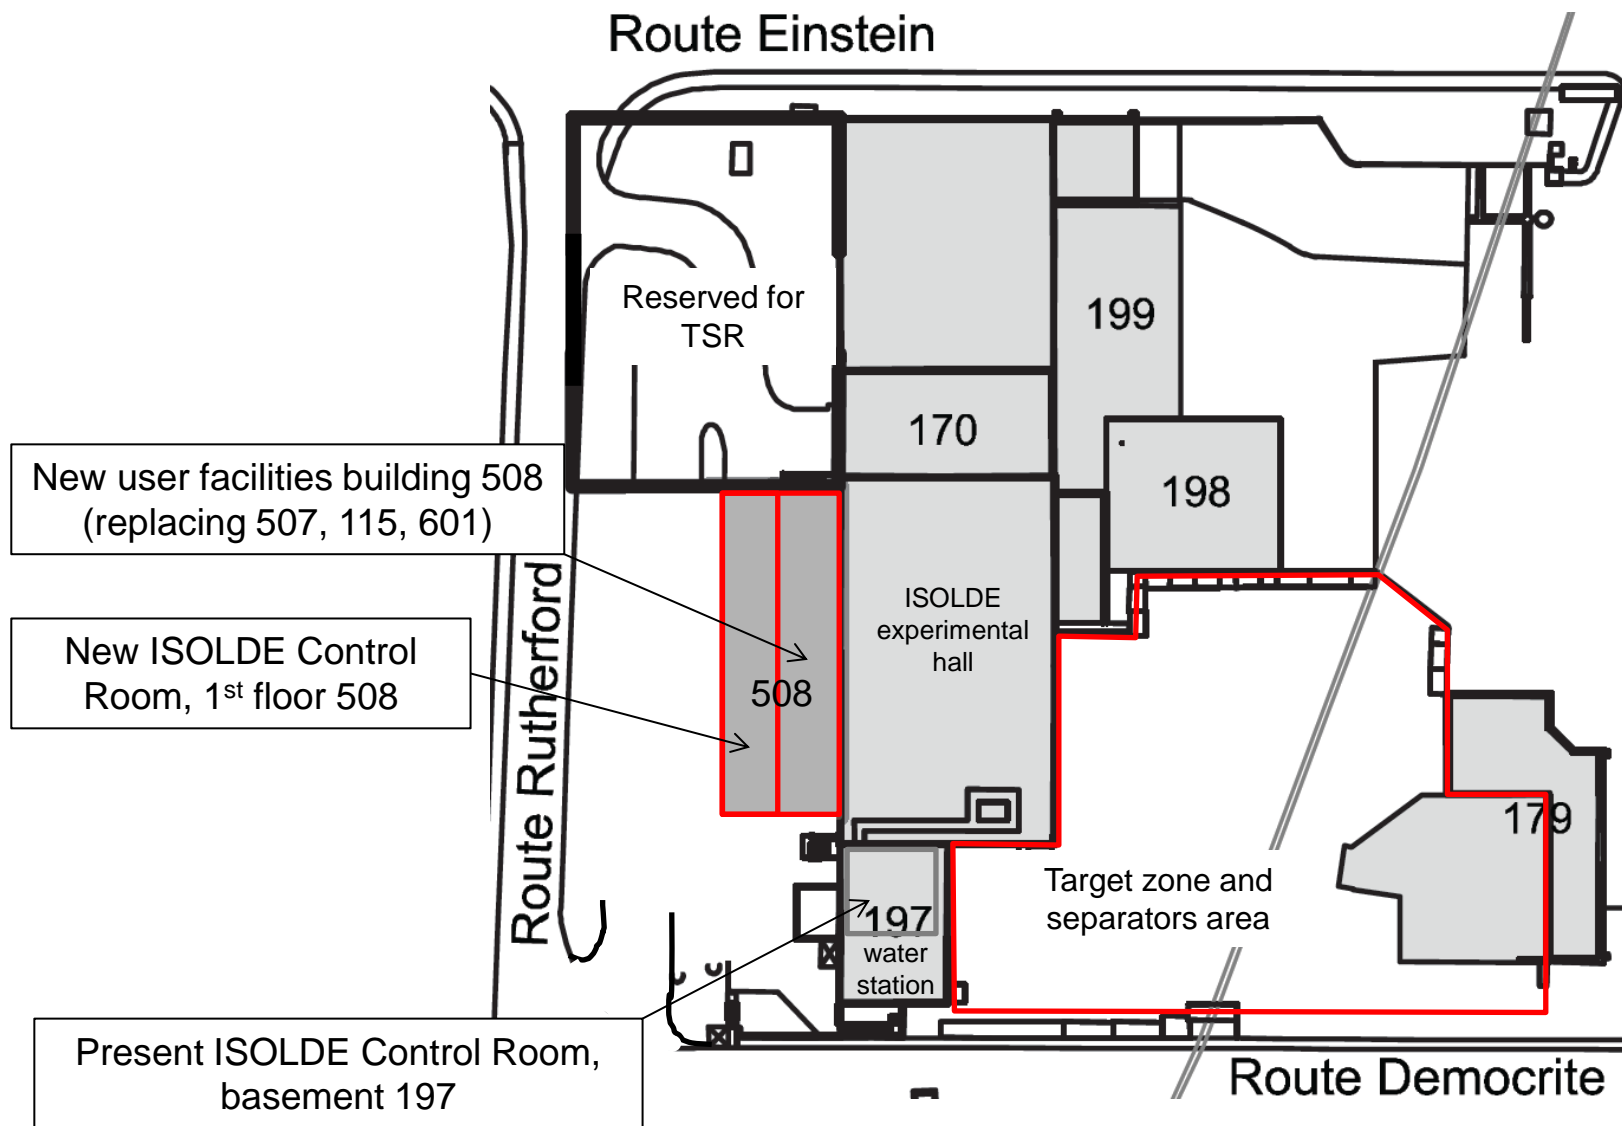 Route Einstein
Reserved for
TSR
199
170
198
New user facilities building 508
(replacing 507, 115, 601)
ISOLDE
experimental
hall
New ISOLDE Control
Room, 1st floor 508
508
Route Rutherford
179
Target zone and
separators area
197
water
station
Present ISOLDE Control Room,
basement 197
Route Democrite